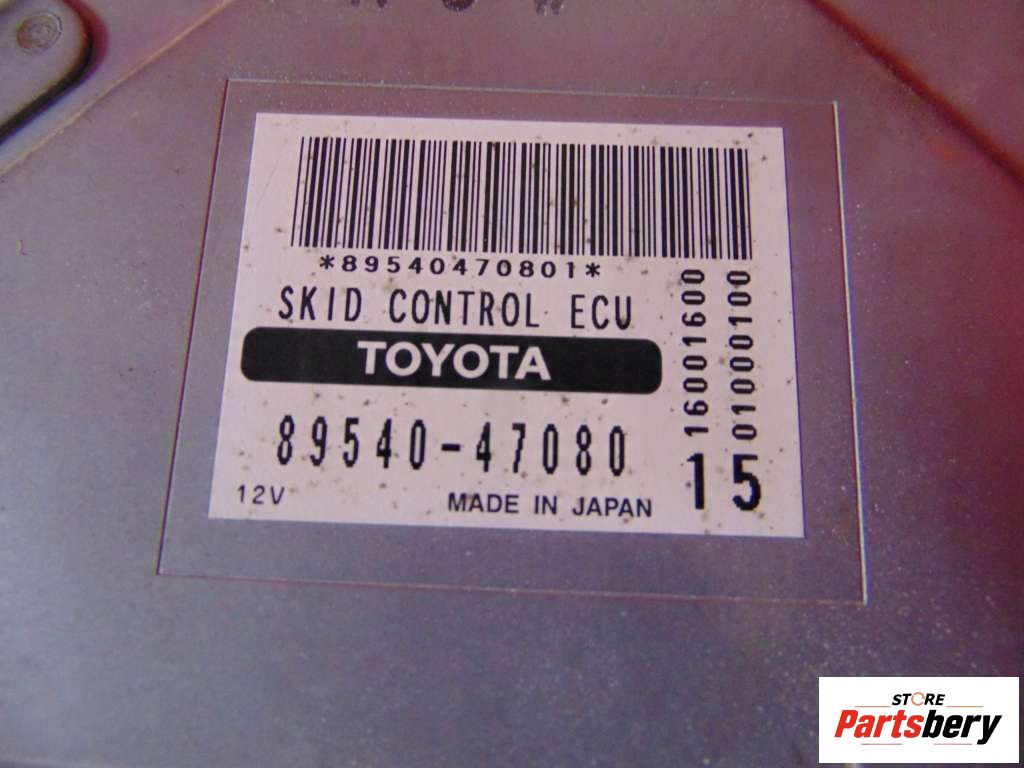 *89540470801*
SKID CONTROL ECU
TOYOTA
89540-47080
12V MADE IN JAPAN
16001600
01000100
15
STORE
Partsbery